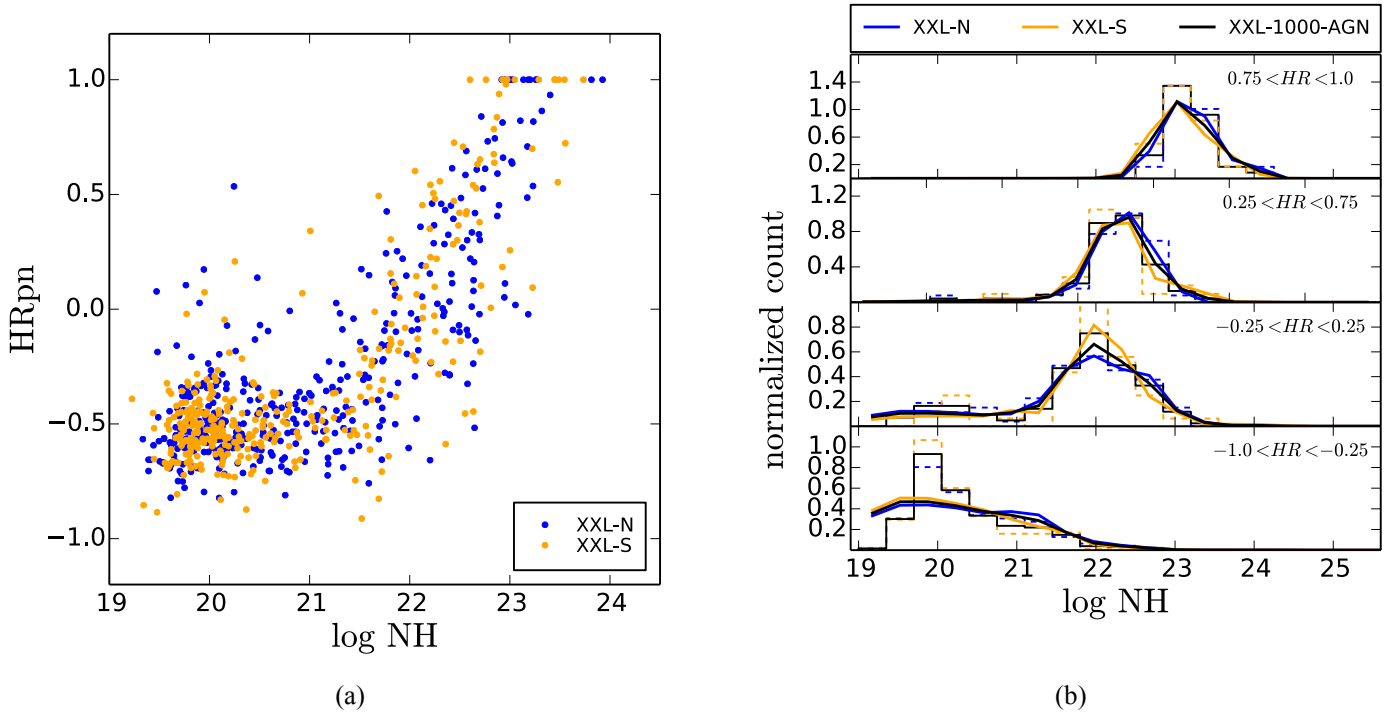 1.0
0.5
0.0
−0.5
−1.0
HRpn
XXL-N
XXL-S
19 20 21 22 23 24
log NH
(a)
XXL-N XXL-S XXL-1000-AGN
0.75 < HR < 1.0
1.4
1.0
0.6
0.2
0.25 < HR < 0.75
1.2
0.8
0.4
−0.25 < HR < 0.25
0.8
0.6
0.4
0.2
−1.0 < HR < −0.25
1.0
0.8
0.6
0.4
0.2
normalized count
19 20 21 22 23 24 25
log NH
(b)